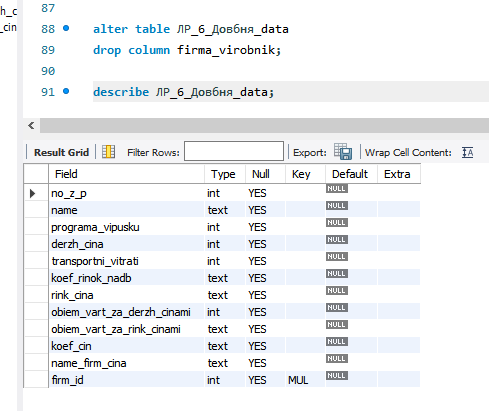 h_c
_cin
87
88 alter table ЛР_6_Довбня_data
89 drop column firma_virobnik;
90
91 describe ЛР_6_Довбня_data;
Result Grid Filter Rows: Export: Wrap Cell Content: IA
Field Type Null Key Default Extra
no_z_p int YES NULL
name text YES NULL
programa_vipusku int YES NULL
derzh_cina int YES NULL
transportni_vitrati int YES NULL
koef_rinok_nadb text YES NULL
rink_cina text YES NULL
obiem_vart_za_derzh_cinami int YES NULL
obiem_vart_za_rink_cinami text YES NULL
koef_cin text YES NULL
name_firm_cina text YES NULL
firm_id int YES MUL NULL